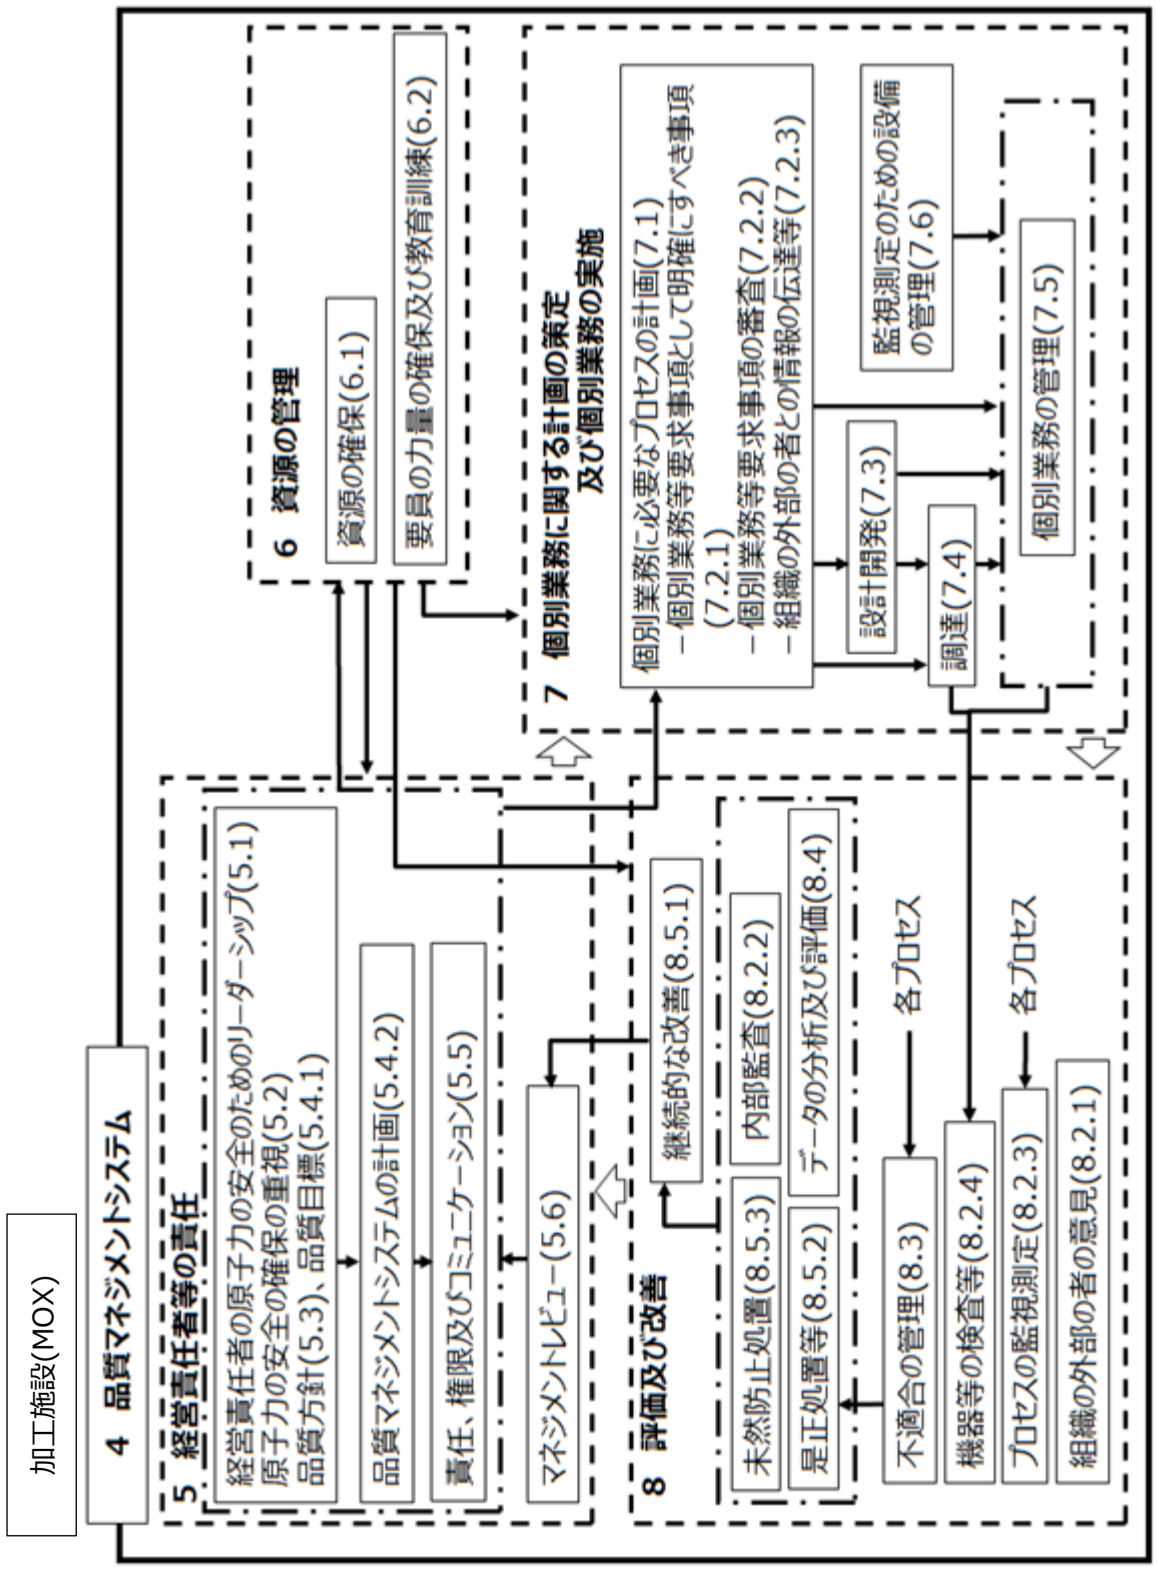 加工施設(MOX)
4 品質マネジメントシステム
5 経営責任者等の責任
経営責任者の原子力の安全のためのリーダーシップ(5.1)
原子力の安全の確保の重視(5.2)
品質方針(5.3)、品質目標(5.4.1)
品質マネジメントシステムの計画(5.4.2)
責任、権限及びコミュニケーション(5.5)
マネジメントレビュー(5.6)
6 資源の管理
資源の確保(6.1)
要員の力量の確保及び教育訓練(6.2)
7 個別業務に関する計画の策定
及び個別業務の実施
個別業務に必要なプロセスの計画(7.1)
－個別業務等要求事項として明確にすべき事項
(7.2.1)
－個別業務等要求事項の審査(7.2.2)
－組織の外部の者との情報の伝達等(7.2.3)
設計開発(7.3)
調達(7.4)
監視測定のための設備
の管理(7.6)
個別業務の管理(7.5)
8 評価及び改善
継続的な改善(8.5.1)
未然防止処置(8.5.3)
内部監査(8.2.2)
是正処置等(8.5.2)
データの分析及び評価(8.4)
不適合の管理(8.3)
各プロセス
機器等の検査等(8.2.4)
プロセスの監視測定(8.2.3)
各プロセス
組織の外部の者の意見(8.2.1)